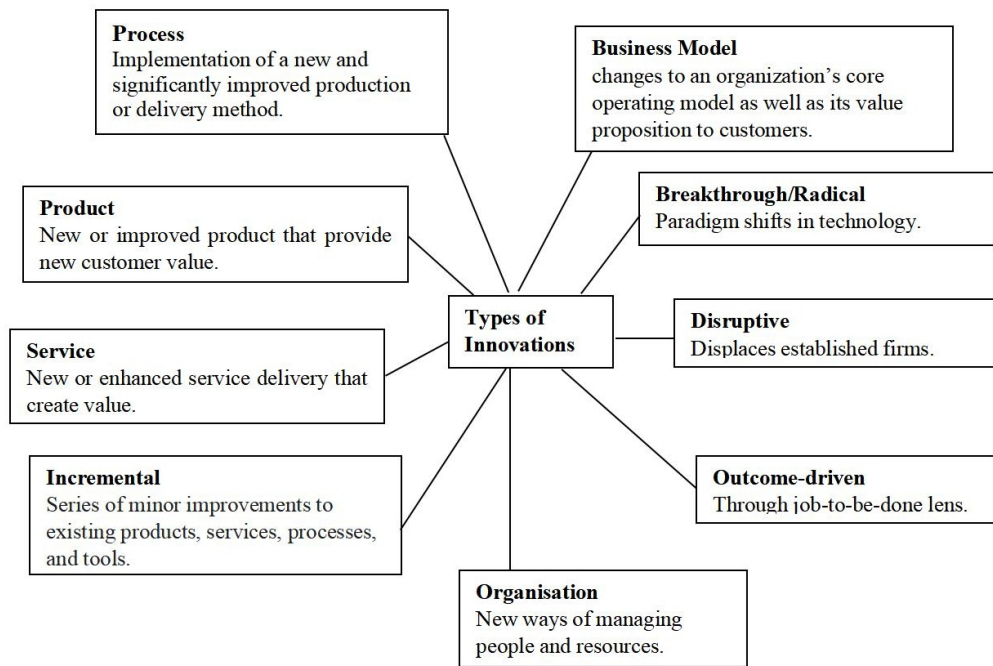 Process
Implementation of a new and
significantly improved production
or delivery method.
Business Model
changes to an organization's core
operating model as well as its value
proposition to customers.
Product
New or improved product that provide
new customer value.
Breakthrough/Radical
Paradigm shifts in technology.
Types of
Innovations
Service
New or enhanced service delivery that
create value.
Disruptive
Displaces established firms.
Incremental
Series of minor improvements to
existing products, services, processes,
and tools.
Outcome-driven
Through job-to-be-done lens.
Organisation
New ways of managing
people and resources.